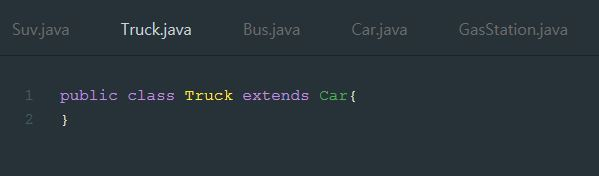 Suv.java Truck.java Bus.java Car.java GasStation.java
1 public class Truck extends Car{
2 }